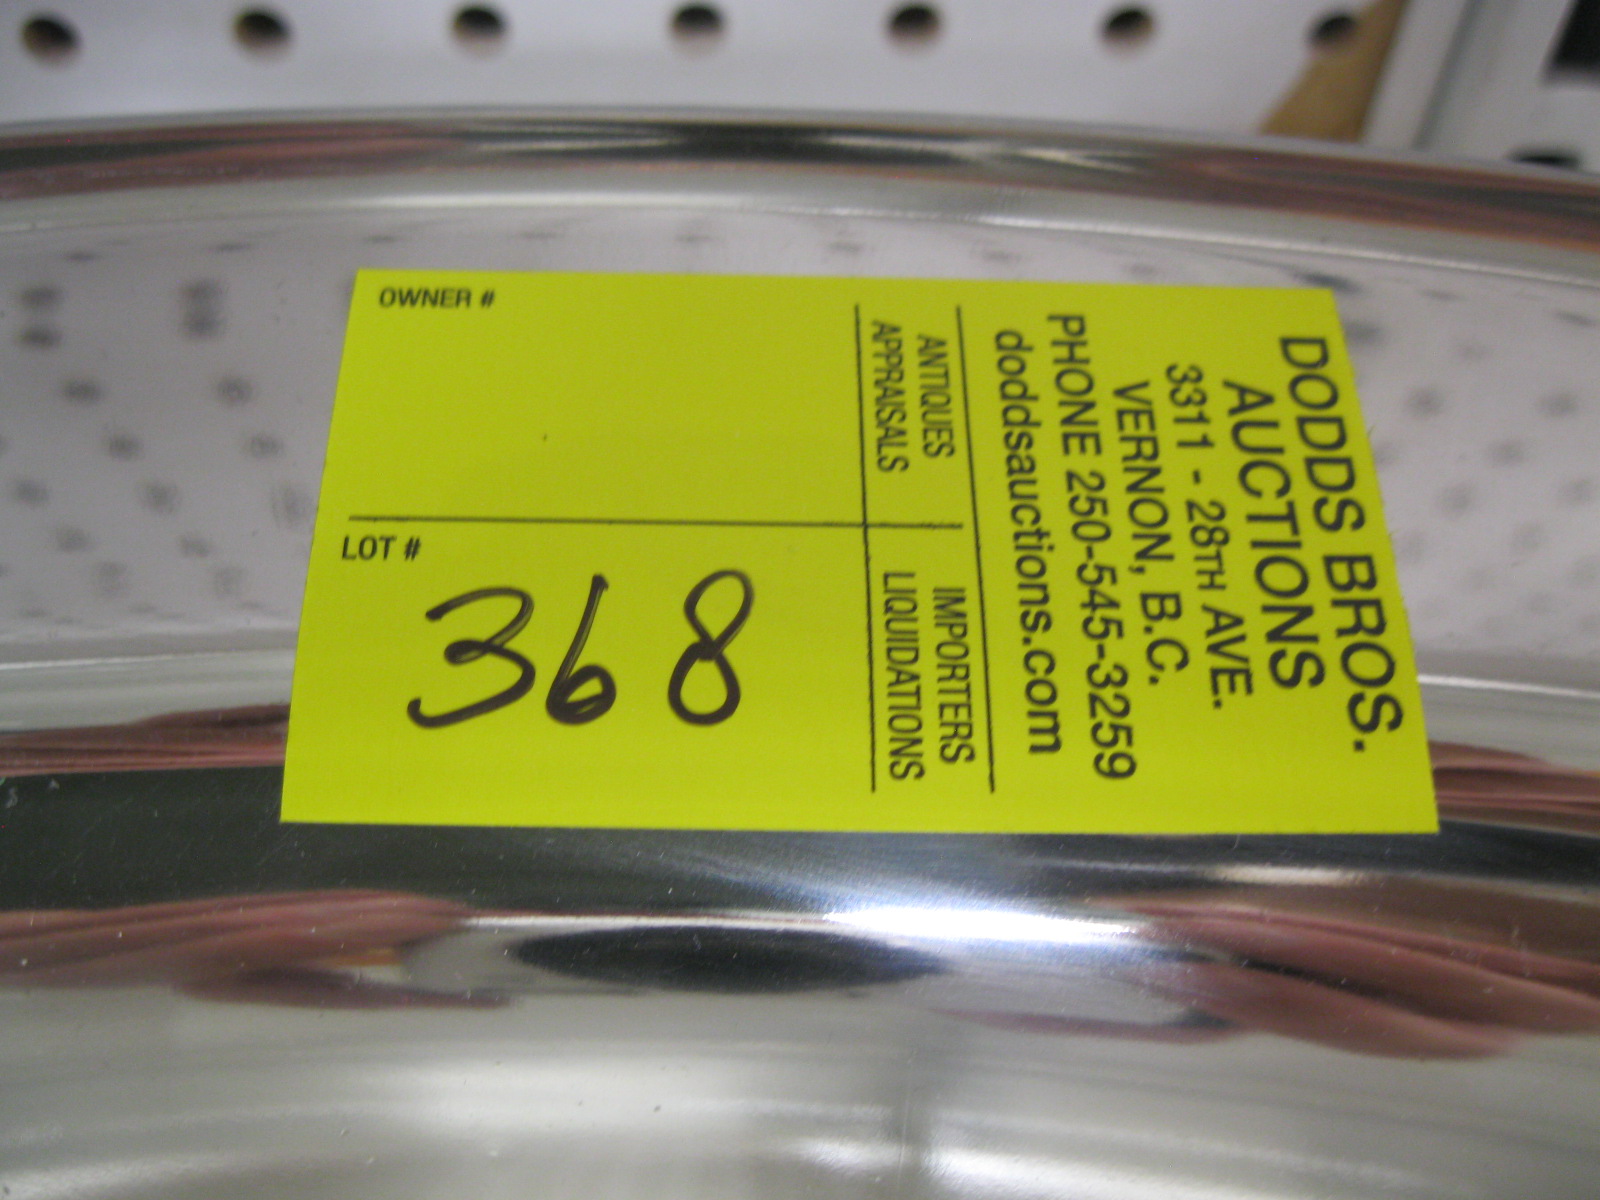 DODDS BROS.
AUCTIONS
3311 - 28TH AVE.
VERNON, B.C.
PHONE 250-545-3259
doddsauctions.com
ANTIQUES
APPRAISALS
IMPORTERS
LIQUIDATIONS
OWNER #
LOT #
368